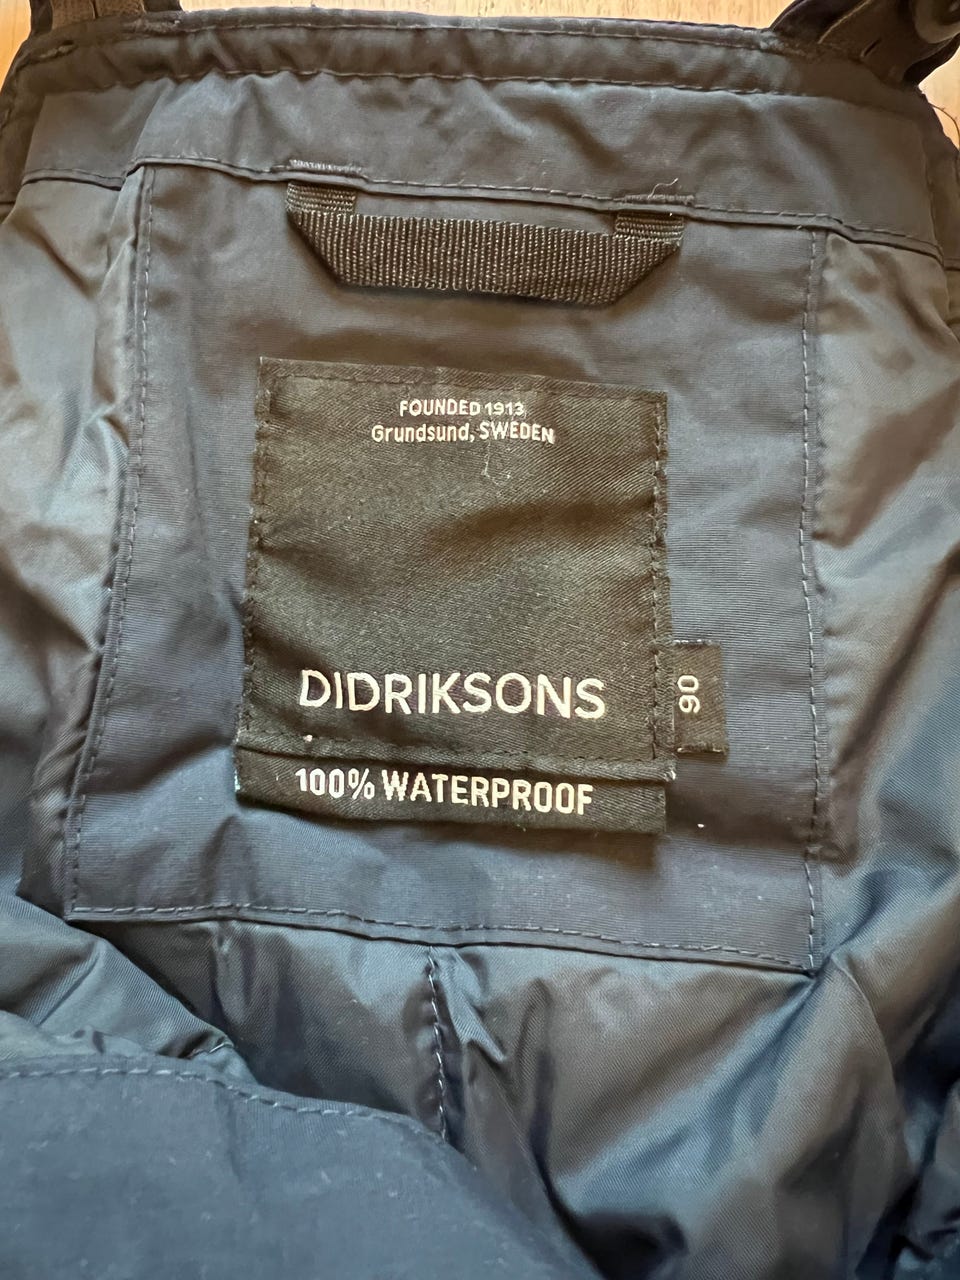 FOUNDED 1913
Grundsund, SWEDEN
DIDRIKSONS
90
100% WATERPROOF